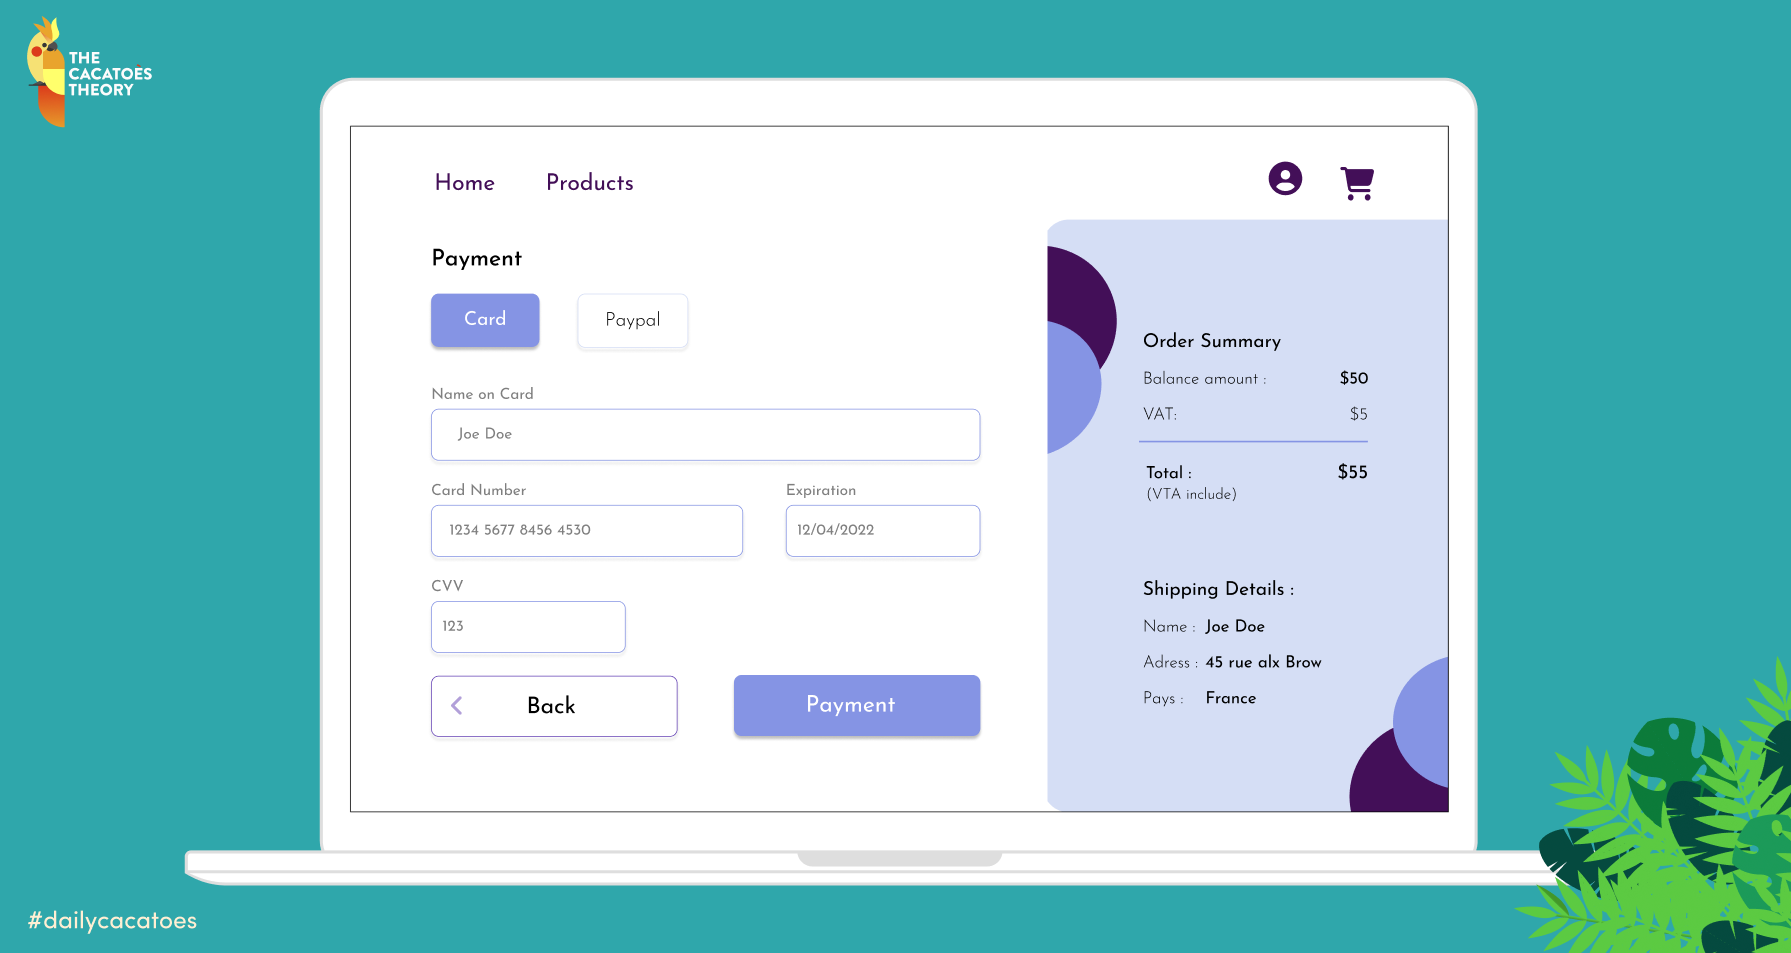 THE
CACATOES
THEORY
Home
Products
Payment
Card
Paypal
Name on Card
Joe Doe
Card Number
1234 5677 8456 4530
Expiration
12/04/2022
CVV
123
Back
Payment
Order Summary
Balance amount : $50
VAT: $5
Total : $55
(VTA include)
Shipping Details :
Name : Joe Doe
Adress : 45 rue alx Brow
Pays : France
#dailycacatoes